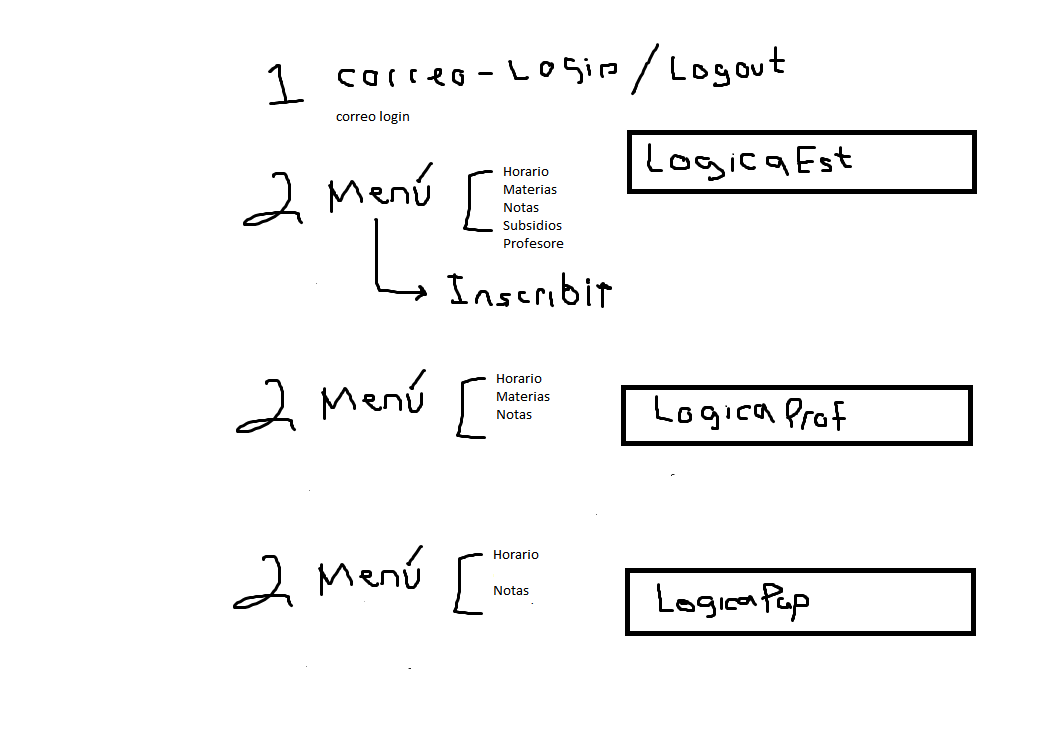 1 correo - Login / Logout
correo login
LogicaEst
2 Menú
Horario
Materias
Notas
Subsidios
Profesore
Inscribir
2 Menú
Horario
Materias
Notas
LogicaProf
2 Menú
Horario
Notas
LogicaPap